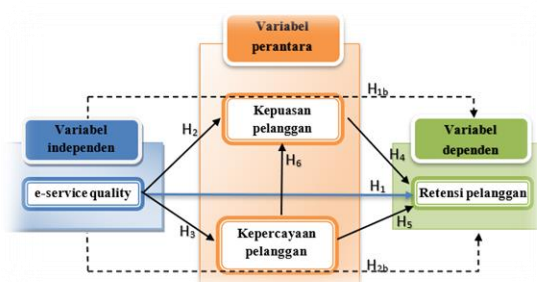 Variabel
perantara
H1b
Variabel
independen
H2
Kepuasan
pelanggan
Variabel
dependen
H4
H6
e-service quality
H1
Retensi pelanggan
H3
Kepercayaan
pelanggan
H5
H2b